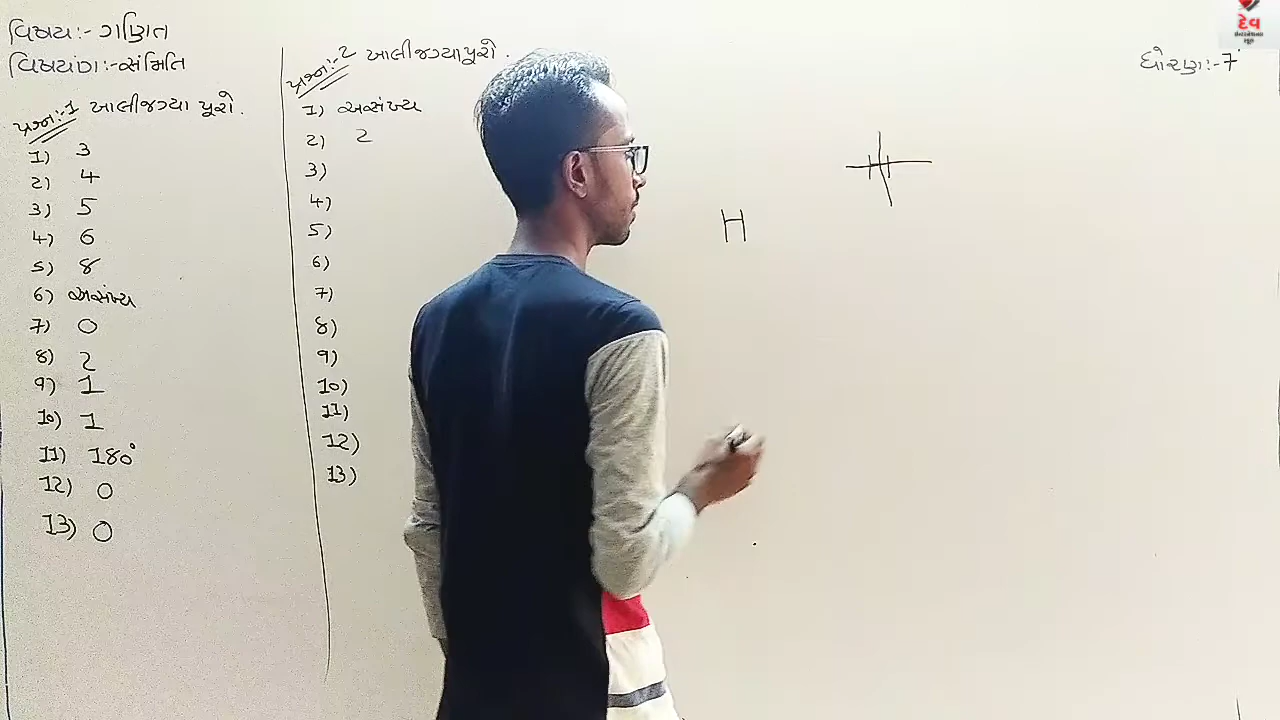 વિષય:- ગણિત
વિષયાંગ:-સંમિતિ
પ્રશ્ન:-1 ખાલીજગ્યા પૂરો.
1) 3
2) 4
3) 5
4) 6
5) 8
6) અસંખ્ય
7) 0
8) 2
9) 1
10) 1
11) 180°
12) 0
13) 0
પ્રશ્ન:-2 ખાલીજગ્યા પૂરો.
1) અસંખ્ય
2) 2
3)
4)
5)
6)
7)
8)
9)
10)
11)
12)
13)
H
ધોરણ:-7
દેવ